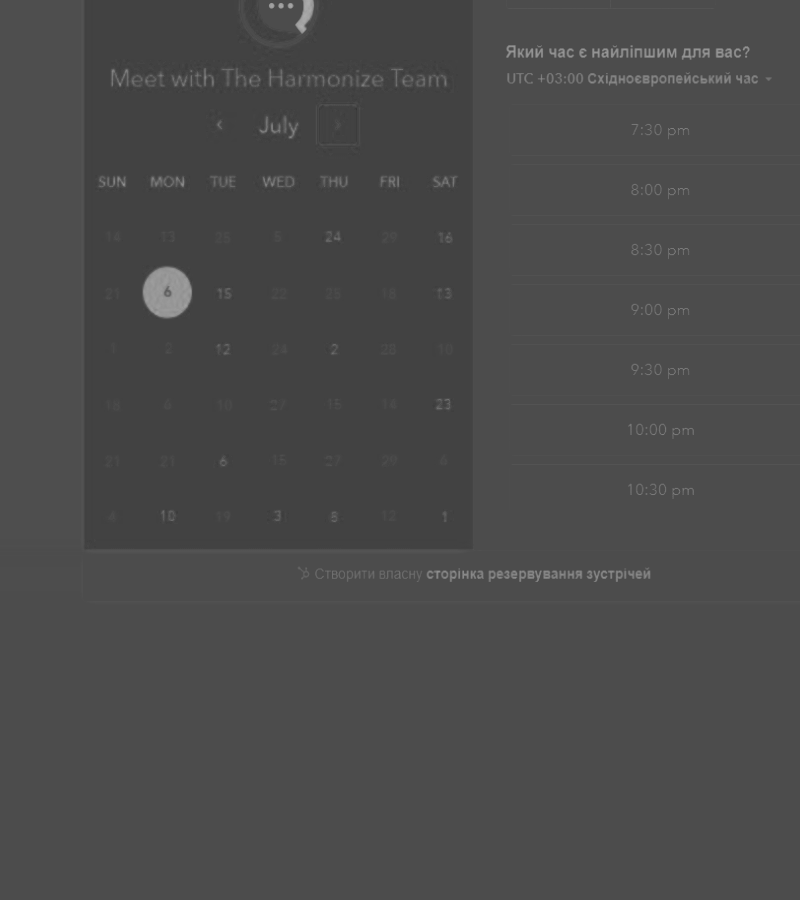 Meet with The Harmonize Team
July
SUN MON TUE WED THU FRI SAT
14 13 25 5 24 29 16
21 6 15 22 25 18 13
1 2 12 24 2 28 10
18 6 10 27 15 14 23
21 21 6 15 27 29 6
4 10 19 3 8 12 1
Який час є найліпшим для вас?
UTC +03:00 Східноєвропейський час
7:30 pm
8:00 pm
8:30 pm
9:00 pm
9:30 pm
10:00 pm
10:30 pm
Створити власну сторінка резервування зустрічей